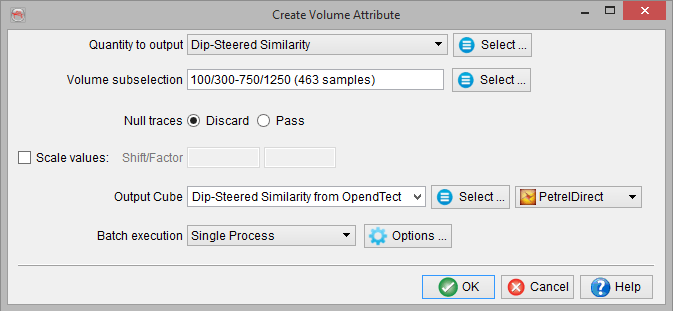 Create Volume Attribute
Quantity to output Dip-Steered Similarity Select ...
Volume subselection 100/300-750/1250 (463 samples) Select ...
Null traces Discard Pass
Scale values: Shift/Factor
Output Cube Dip-Steered Similarity from OpendTect Select ... PetrelDirect
Batch execution Single Process Options ...
OK Cancel Help